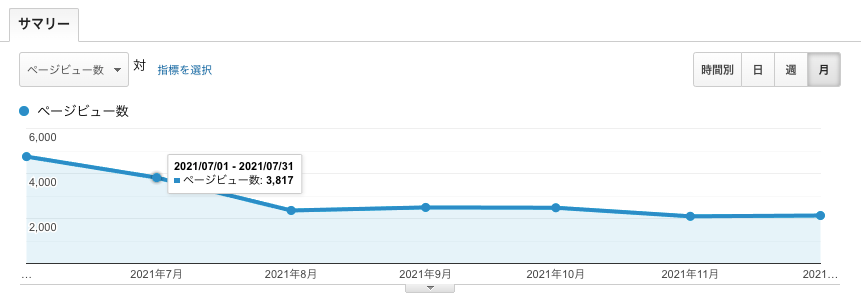 サマリー
ページビュー数 対 指標を選択
時間別 日 週 月
ページビュー数
6,000
4,000
2,000
2021/07/01 - 2021/07/31
ページビュー数: 3,817
... 2021年7月 2021年8月 2021年9月 2021年10月 2021年11月 2021...